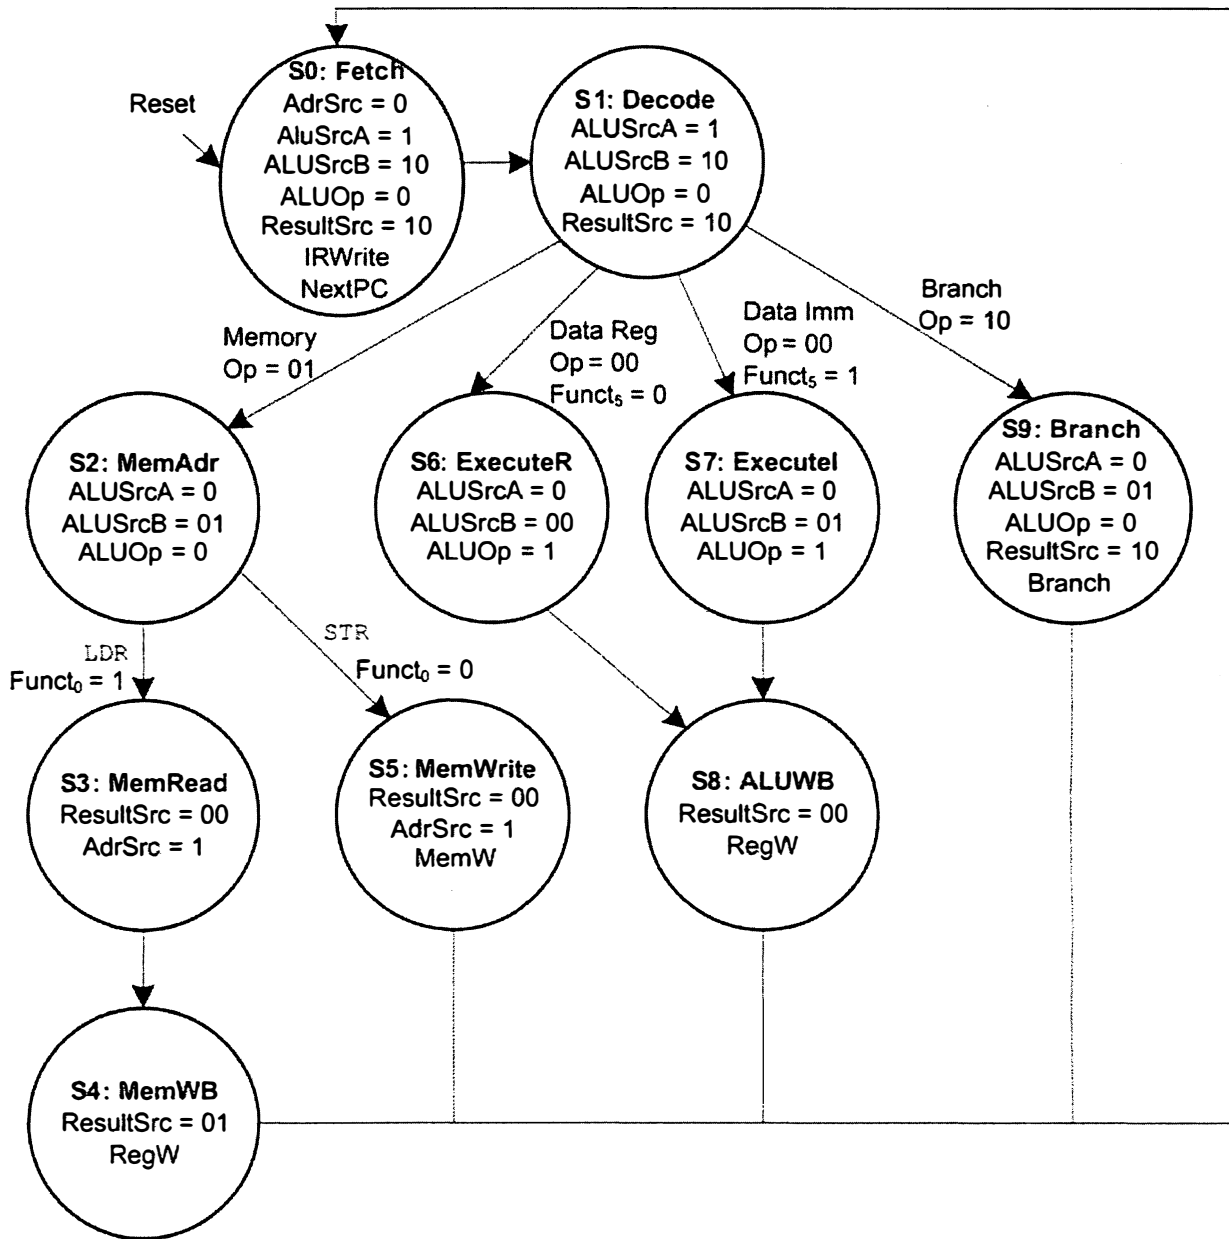 S0: Fetch
AdrSrc = 0
AluSrcA = 1
ALUSrcB = 10
ALUOp = 0
ResultSrc = 10
IRWrite
NextPC
Reset
S1: Decode
ALUSrcA = 1
ALUSrcB = 10
ALUOp = 0
ResultSrc = 10
Memory
Op = 01
Data Reg
Op = 00
Funct5 = 0
Data Imm
Op = 00
Funct5 = 1
Branch
Op = 10
S2: MemAdr
ALUSrcA = 0
ALUSrcB = 01
ALUOp = 0
S6: ExecuteR
ALUSrcA = 0
ALUSrcB = 00
ALUOp = 1
S7: ExecuteI
ALUSrcA = 0
ALUSrcB = 01
ALUOp = 1
S9: Branch
ALUSrcA = 0
ALUSrcB = 01
ALUOp = 0
ResultSrc = 10
Branch
LDR
Funct0 = 1
STR
Funct0 = 0
S3: MemRead
ResultSrc = 00
AdrSrc = 1
S5: MemWrite
ResultSrc = 00
AdrSrc = 1
MemW
S8: ALUWB
ResultSrc = 00
RegW
S4: MemWB
ResultSrc = 01
RegW